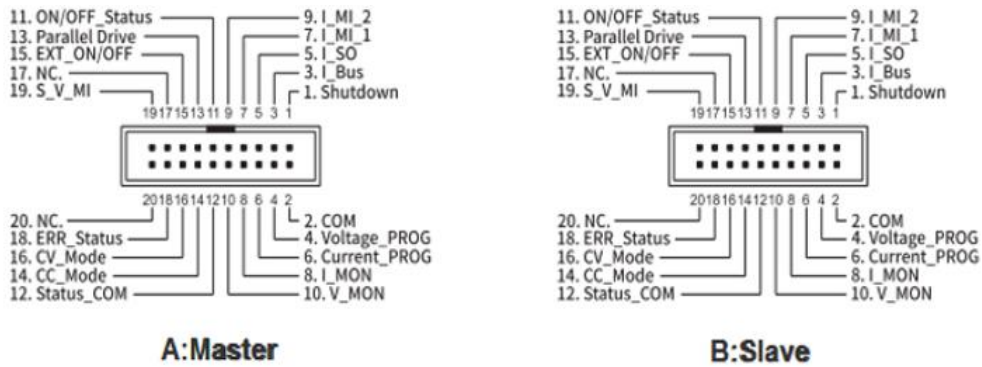 11. ON/OFF_Status
9. I_MI_2
13. Parallel Drive
7. I_MI_1
15. EXT_ON/OFF
5. I_SO
17. NC.
3. I_Bus
19. S_V_MI
1. Shutdown
19 17 15 13 11 9 7 5 3 1
20 18 16 14 12 10 8 6 4 2
20. NC.
2. COM
18. ERR_Status
4. Voltage_PROG
16. CV_Mode
6. Current_PROG
14. CC_Mode
8. I_MON
12. Status_COM
10. V_MON
A:Master
11. ON/OFF_Status
9. I_MI_2
13. Parallel Drive
7. I_MI_1
15. EXT_ON/OFF
5. I_SO
17. NC.
3. I_Bus
19. S_V_MI
1. Shutdown
19 17 15 13 11 9 7 5 3 1
20 18 16 14 12 10 8 6 4 2
20. NC.
2. COM
18. ERR_Status
4. Voltage_PROG
16. CV_Mode
6. Current_PROG
14. CC_Mode
8. I_MON
12. Status_COM
10. V_MON
B:Slave